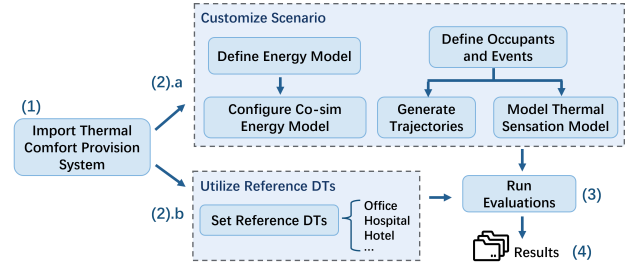 Customize Scenario
Define Energy Model
Define Occupants
and Events
(2).a
(1)
Configure Co-sim
Energy Model
Generate
Trajectories
Model Thermal
Sensation Model
Import Thermal
Comfort Provision
System
Utilize Reference DTs
(2).b
Set Reference DTs
Office
Hospital
Hotel
...
Run
Evaluations
(3)
Results
(4)